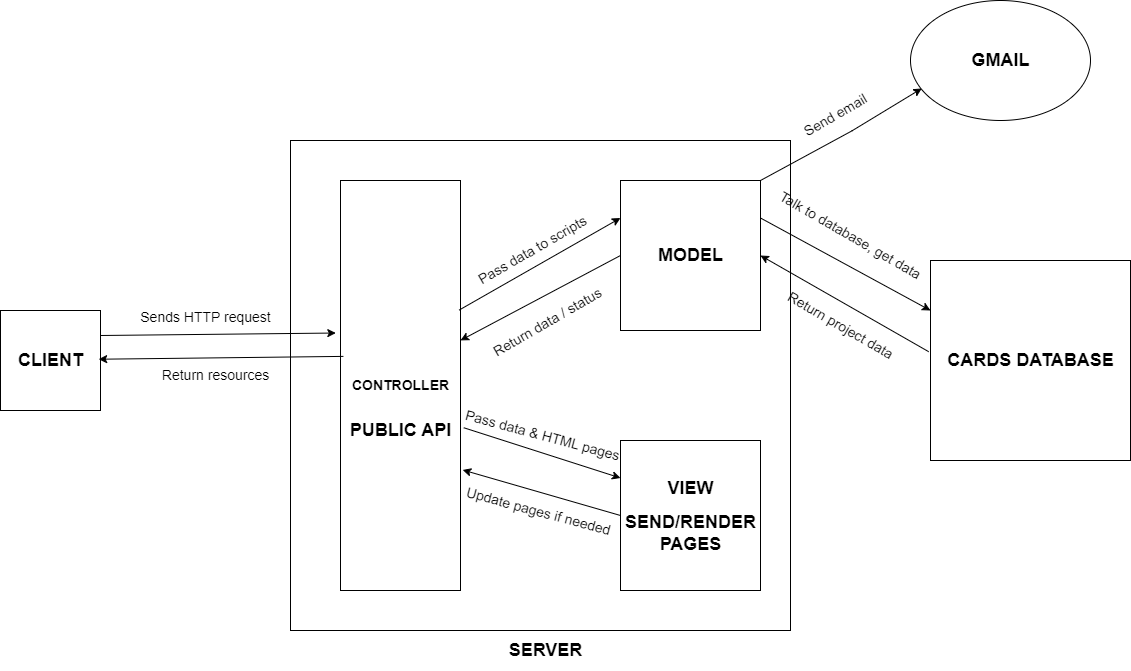 GMAIL
Send email
Pass data to scripts
MODEL
Talk to database, get data
Return data / status
Return project data
Sends HTTP request
CLIENT
Return resources
CARDS DATABASE
CONTROLLER
PUBLIC API
Pass data & HTML pages
VIEW
SEND/RENDER
PAGES
Update pages if needed
SERVER